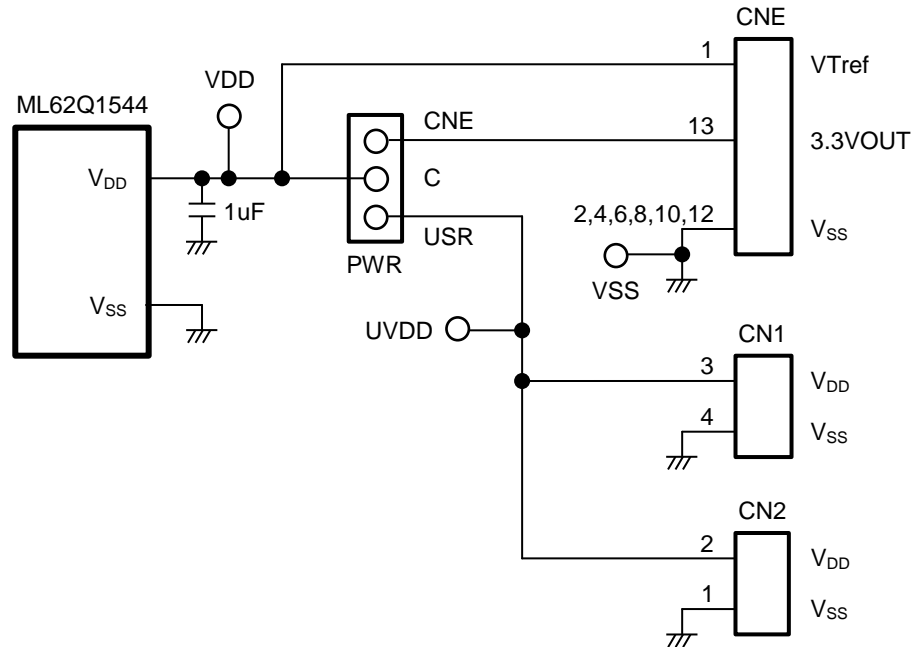 CNE
1
VTref
VDD
ML62Q1544
CNE
13
3.3VOUT
VDD
C
1uF
USR
2,4,6,8,10,12
VSS
PWR
VSS
VSS
UVDD
CN1
3
VDD
4
VSS
CN2
2
VDD
1
VSS